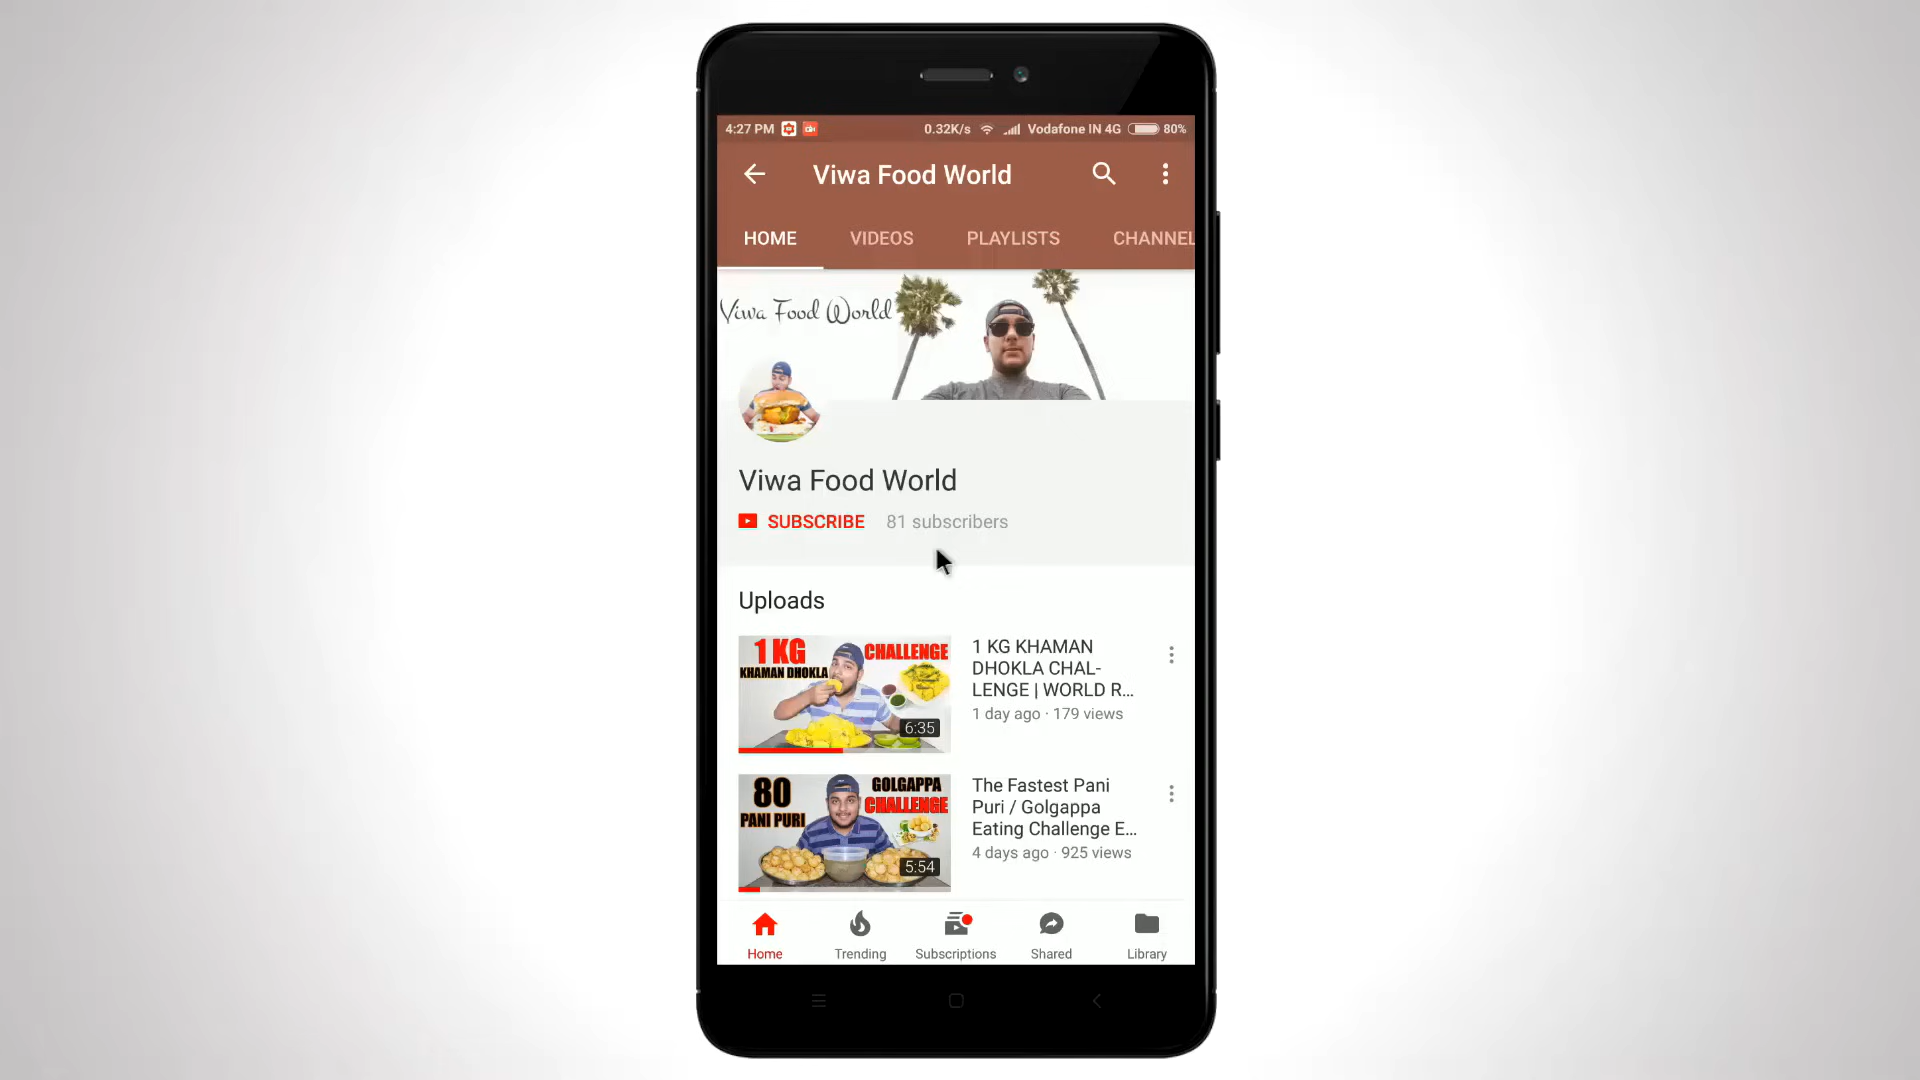 4:27 PM 0.32K/s Vodafone IN 4G 80%
Viwa Food World
HOME VIDEOS PLAYLISTS CHANNEL
Viwa Food World
Viwa Food World
SUBSCRIBE 81 subscribers
Uploads
1 KG CHALLENGE
KHAMAN DHOKLA
6:35
1 KG KHAMAN
DHOKLA CHAL-
LENGE | WORLD R...
1 day ago · 179 views
80 GOLGAPPA
PANI PURI CHALLENGE
5:54
The Fastest Pani
Puri / Golgappa
Eating Challenge E...
4 days ago · 925 views
Home Trending Subscriptions Shared Library